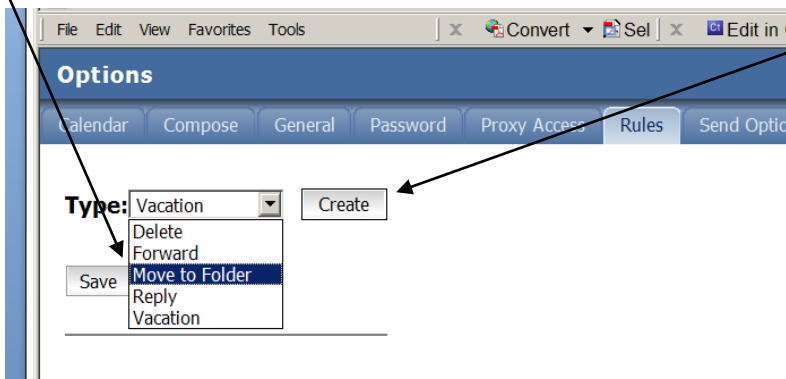 File Edit View Favorites Tools x Convert Sel x Edit in
Options
Calendar Compose General Password Proxy Access Rules Send Optio
Type: Vacation Create
Delete
Forward
Save Move to Folder
Reply
Vacation